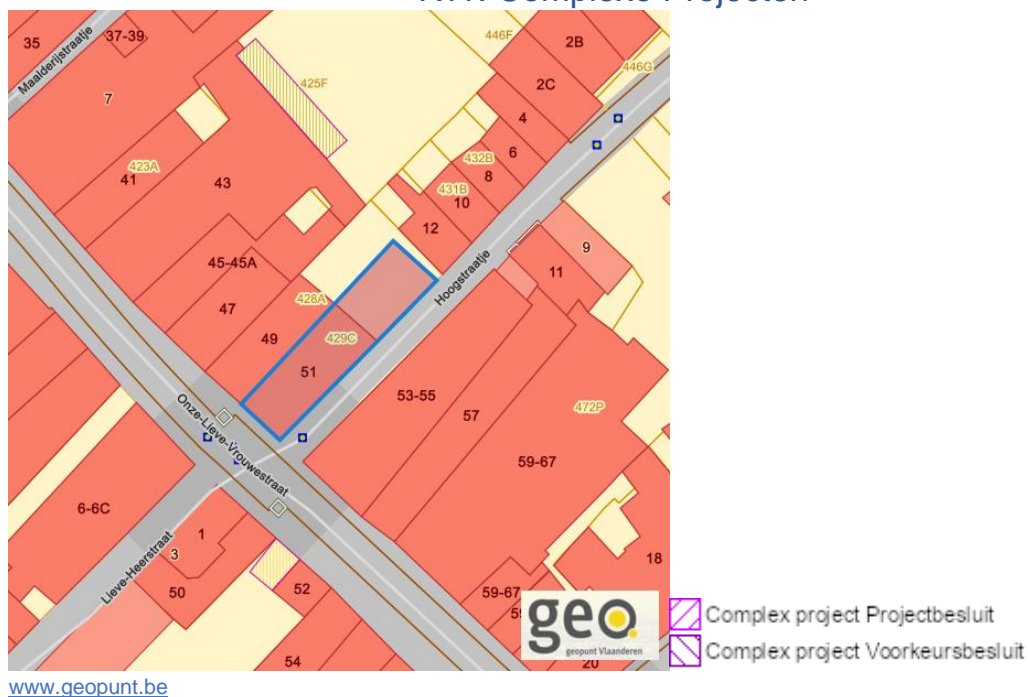 35
37-39
Maalderijstraatje
7
425F
446F
2B
446G
2C
4
6
432B
8
431B
10
12
423A
41
43
45-45A
47
428A
49
429C
51
Hoogstraatje
9
11
53-55
57
472P
59-67
Onze-Lieve-Vrouwestraat
6-6C
1
3
Lieve-Heerstraat
50
52
54
59-67
18
20
geo
geopunt Vlaanderen
Complex project Projectbesluit
Complex project Voorkeursbesluit
www.geopunt.be